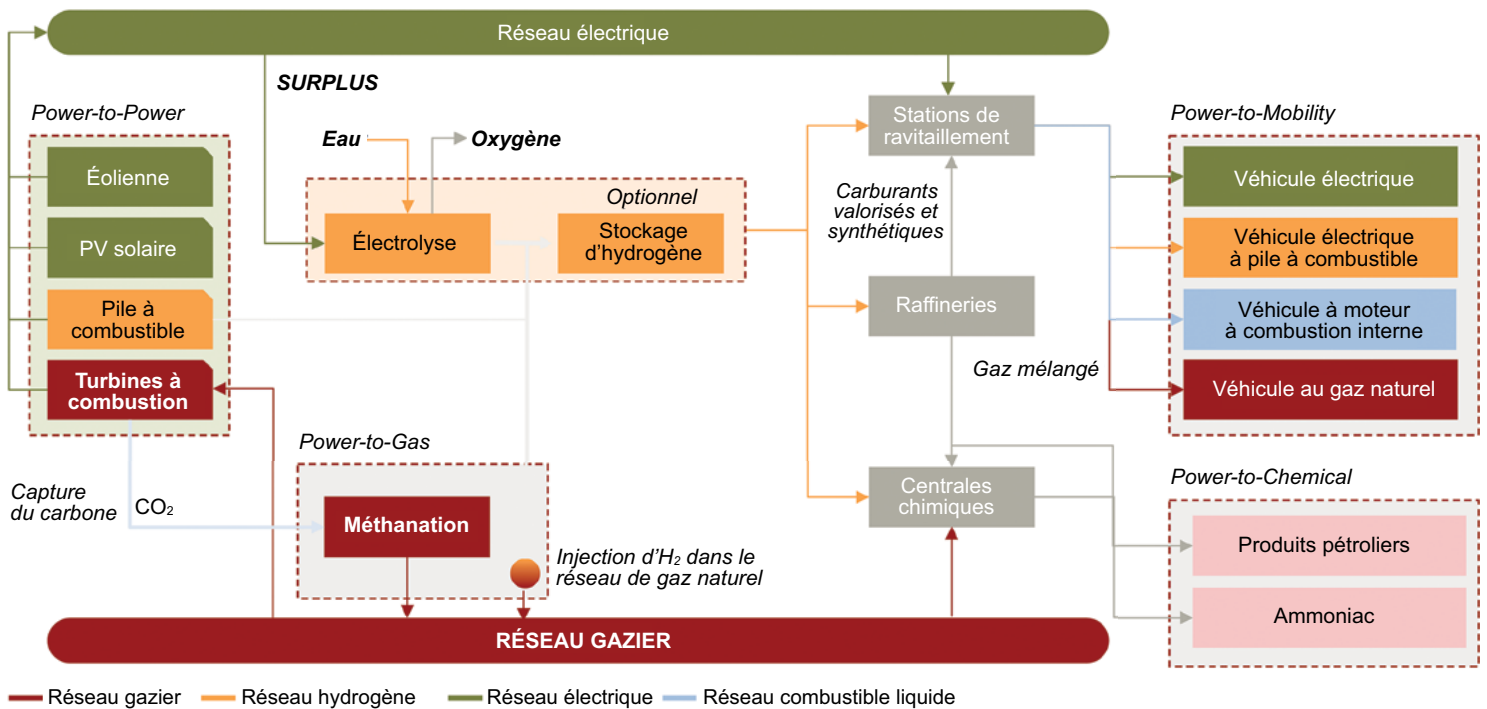 Réseau électrique
SURPLUS
Power-to-Power
Éolienne
PV solaire
Pile à
combustible
Turbines à
combustion
Eau
Oxygène
Optionnel
Électrolyse
Stockage
d'hydrogène
Stations de
ravitaillement
Carburants
valorisés et
synthétiques
Raffineries
Gaz mélangé
Centrales
chimiques
Power-to-Mobility
Véhicule électrique
Véhicule électrique
à pile à combustible
Véhicule à moteur
à combustion interne
Véhicule au gaz naturel
Power-to-Gas
Capture
du carbone
CO₂
Méthanation
Injection d'H₂ dans le
réseau de gaz naturel
Power-to-Chemical
Produits pétroliers
Ammoniac
RÉSEAU GAZIER
Réseau gazier
Réseau hydrogène
Réseau électrique
Réseau combustible liquide